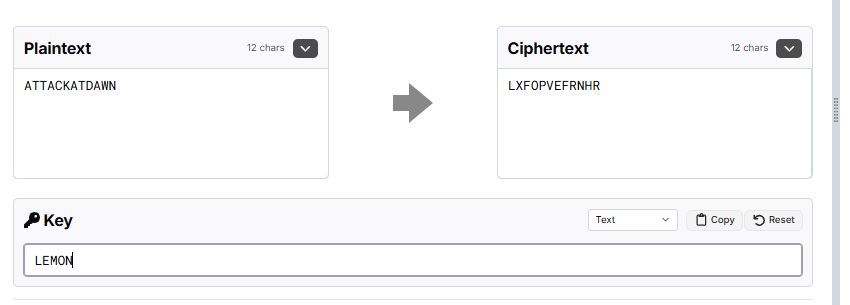 Plaintext 12 chars
ATTACKATDAWN
Ciphertext 12 chars
LXFOPVEFRNHR
Key Text Copy Reset
LEMON